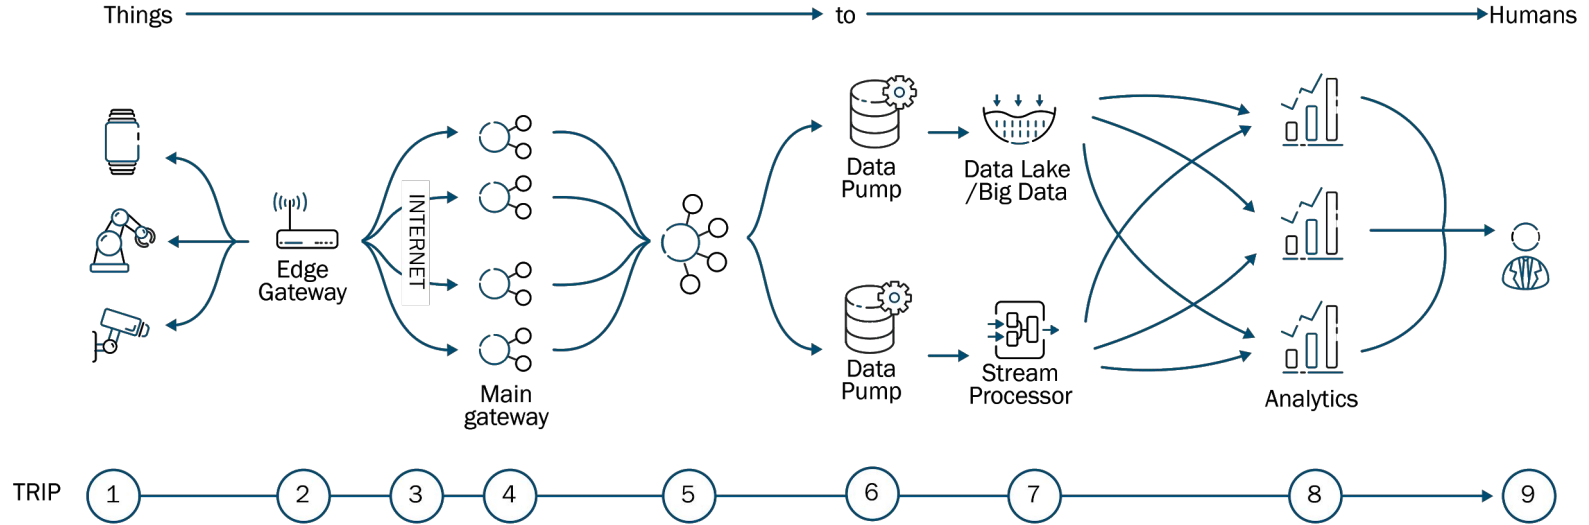 Things
to
Humans
Edge
Gateway
INTERNET
Main
gateway
Data
Pump
Data Lake
/Big Data
Data
Pump
Stream
Processor
Analytics
TRIP
1
2
3
4
5
6
7
8
9